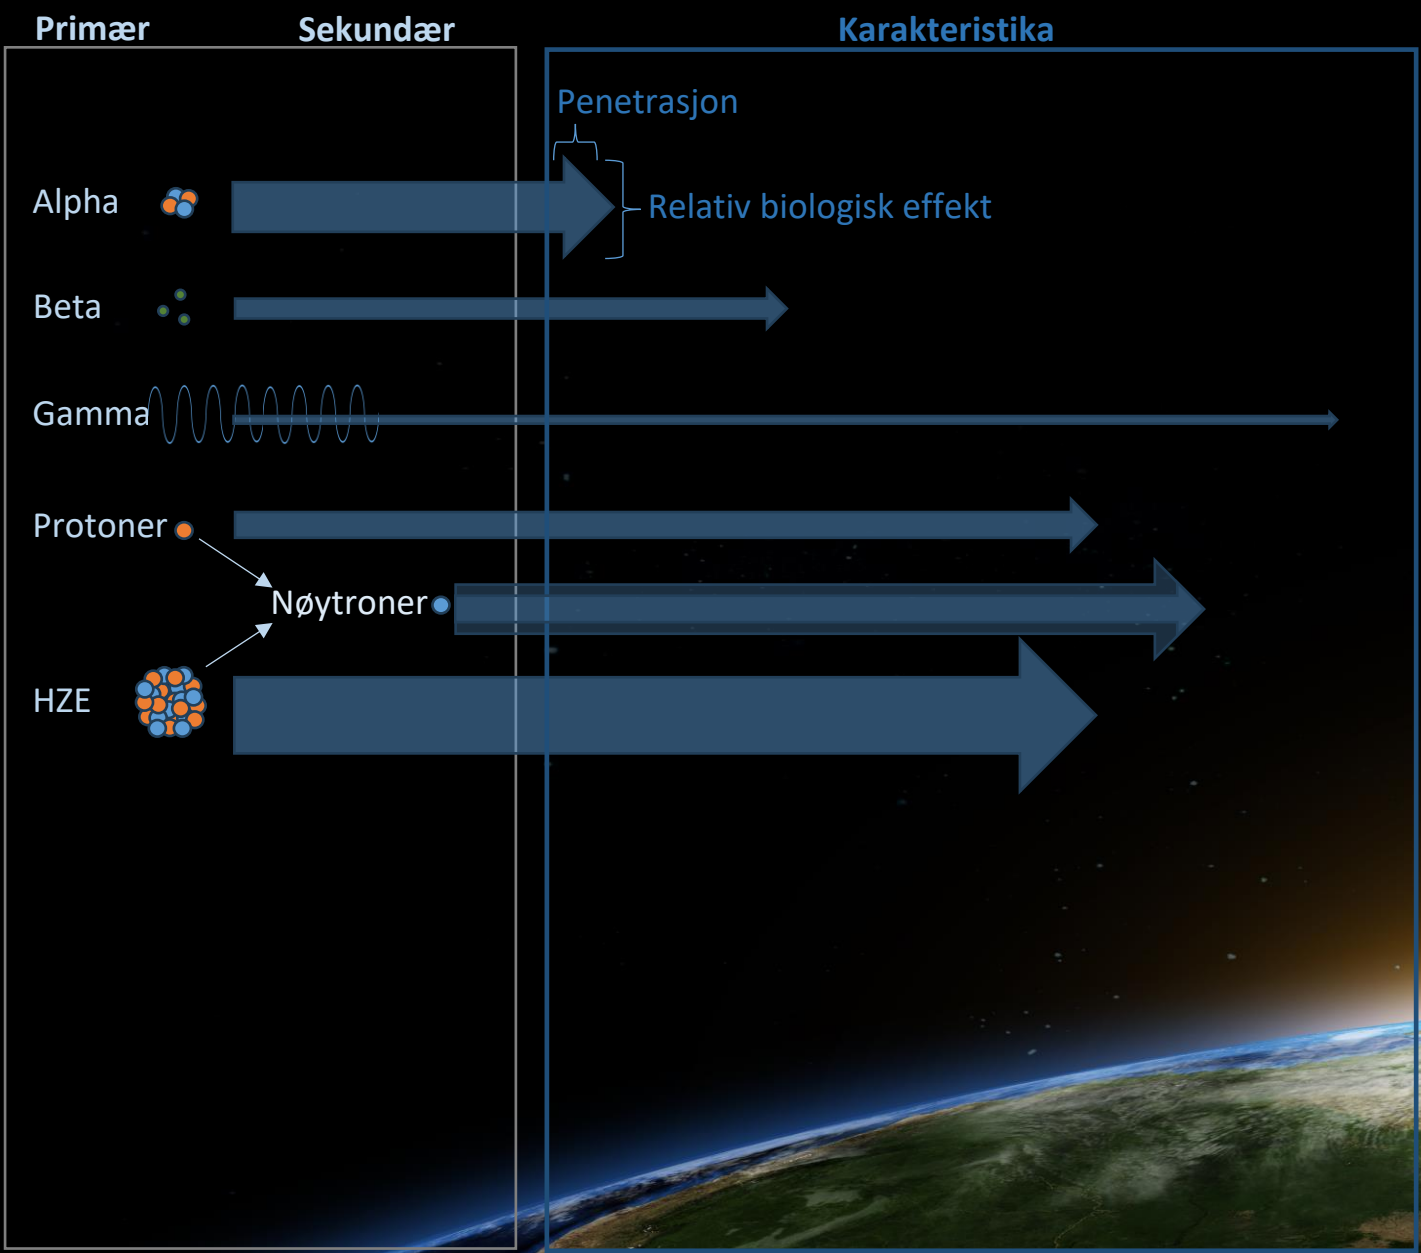 Primær
Sekundær
Karakteristika
Penetrasjon
Alpha
Relativ biologisk effekt
Beta
Gamma
Protoner
Nøytroner
HZE